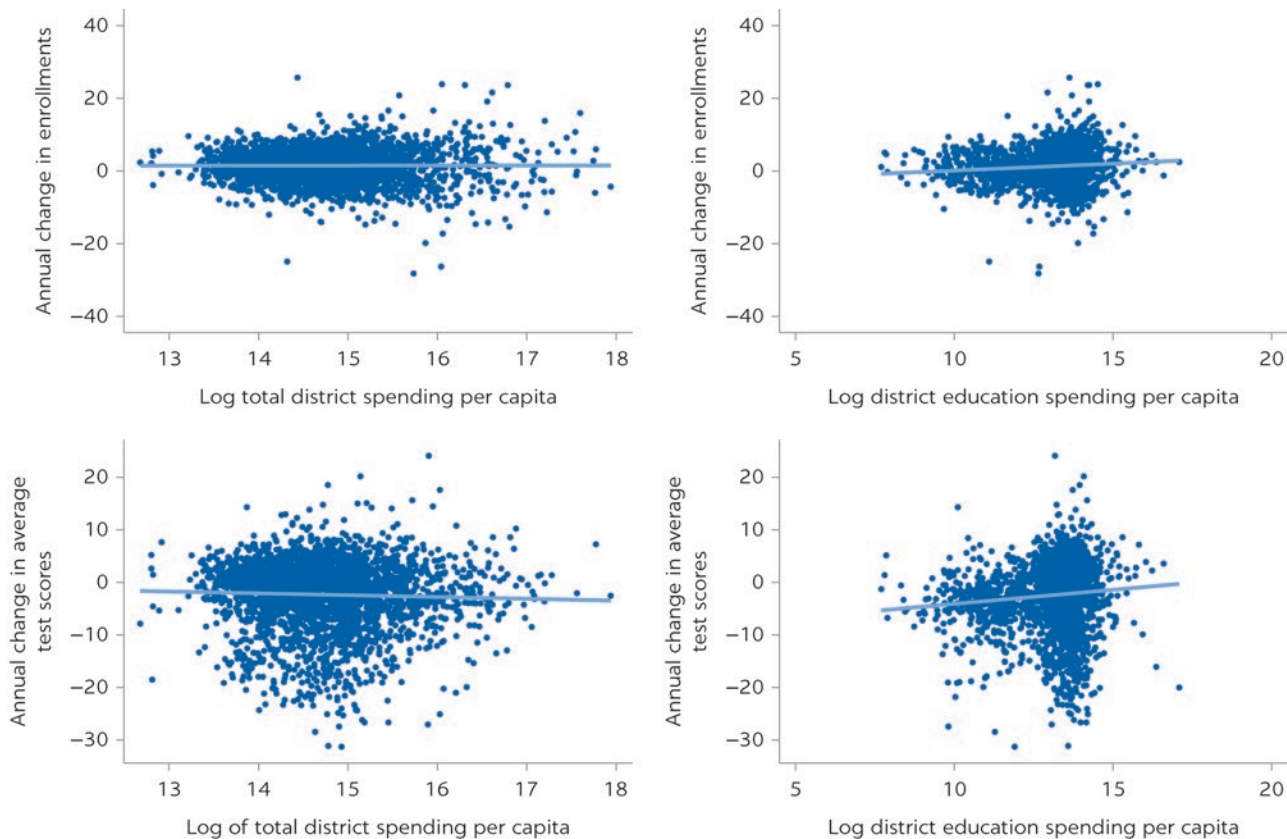 40
20
0
−20
−40
Annual change in enrollments
13 14 15 16 17 18
Log total district spending per capita
40
20
0
−20
−40
Annual change in enrollments
5 10 15 20
Log district education spending per capita
20
10
0
−10
−20
−30
Annual change in average
test scores
13 14 15 16 17 18
Log of total district spending per capita
20
10
0
−10
−20
−30
Annual change in average
test scores
5 10 15 20
Log district education spending per capita